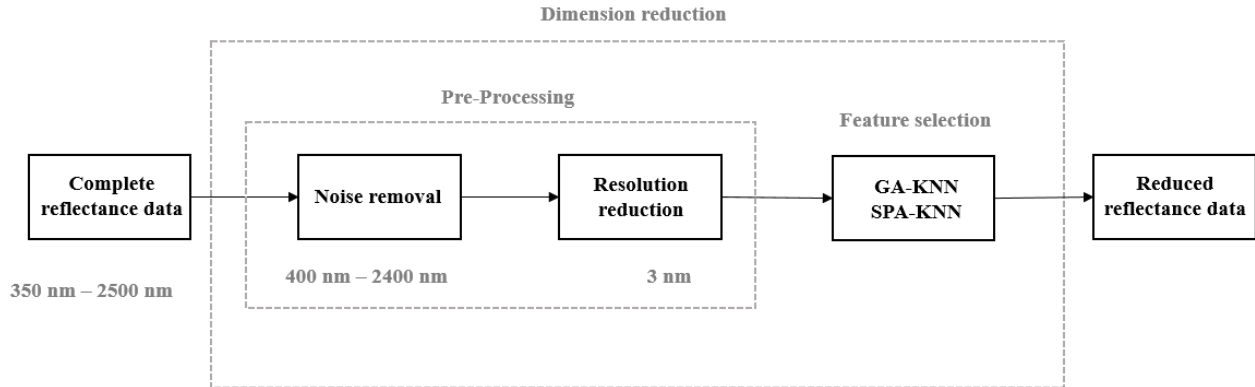 Dimension reduction
Pre-Processing
Feature selection
Complete
reflectance data
Noise removal
Resolution
reduction
GA-KNN
SPA-KNN
Reduced
reflectance data
350 nm – 2500 nm
400 nm – 2400 nm
3 nm